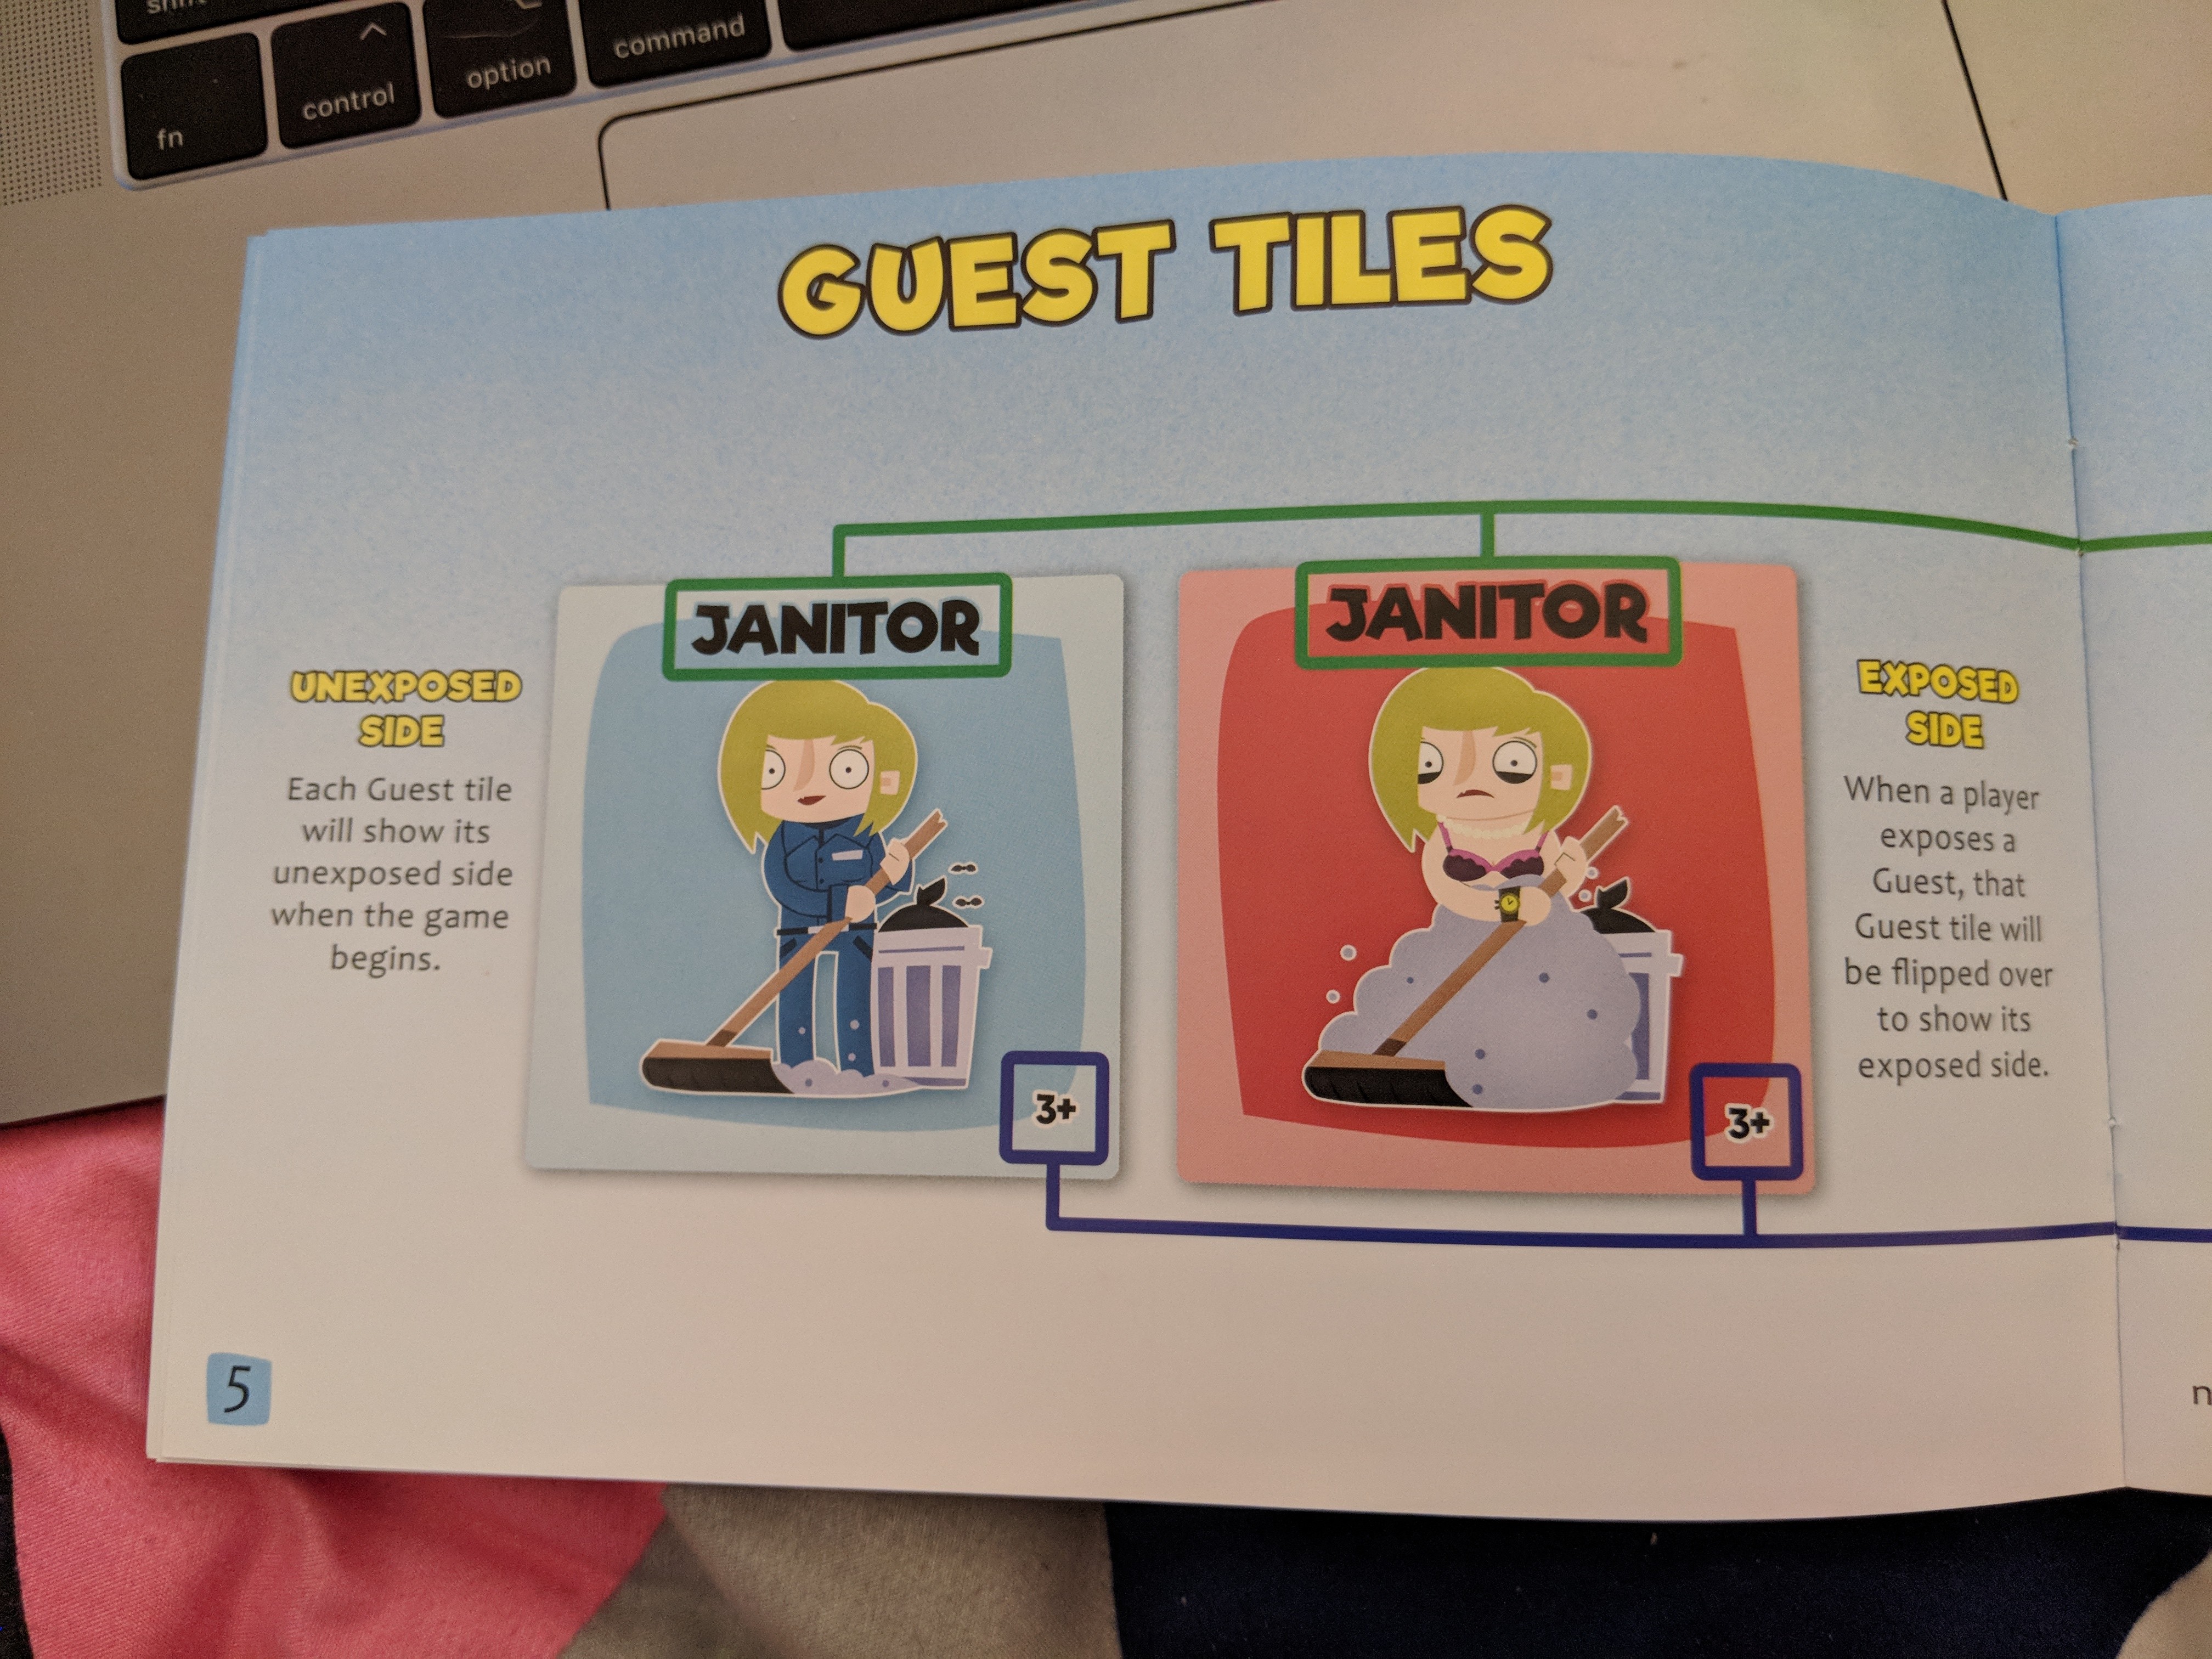 fn
control
option
command
GUEST TILES
JANITOR
JANITOR
UNEXPOSED
SIDE
Each Guest tile
will show its
unexposed side
when the game
begins.
3+
3+
EXPOSED
SIDE
When a player
exposes a
Guest, that
Guest tile will
be flipped over
to show its
exposed side.
5